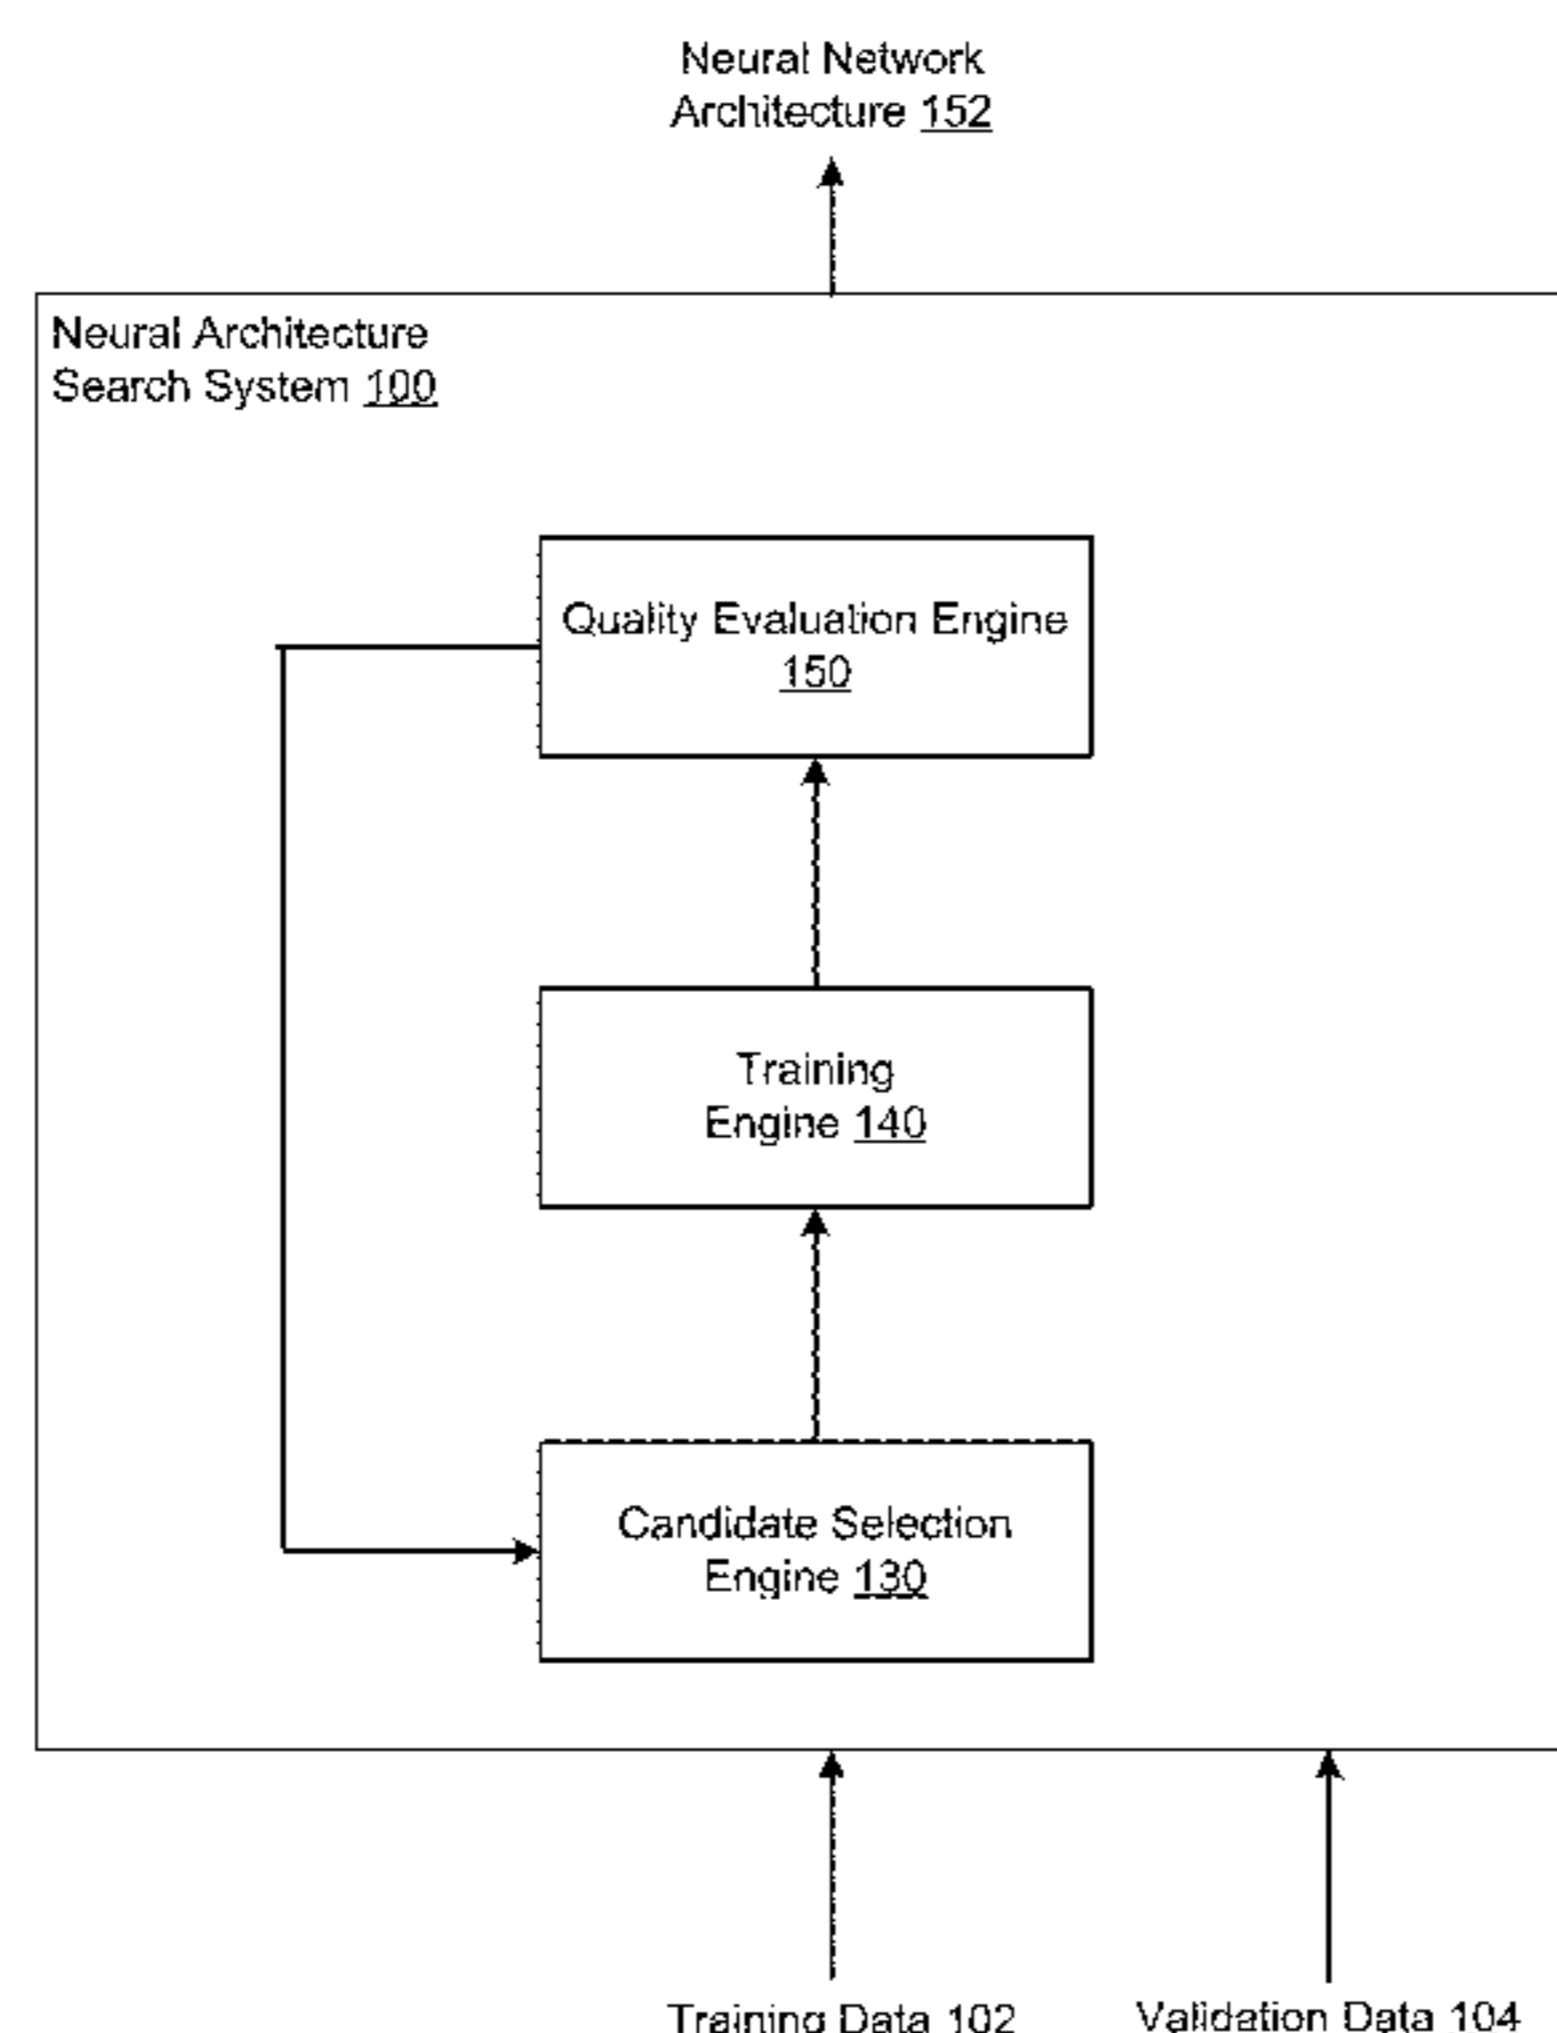 Neural Network
Architecture 152
Neural Architecture
Search System 100
Quality Evaluation Engine
150
Training
Engine 140
Candidate Selection
Engine 130
Training Data 102
Validation Data 104